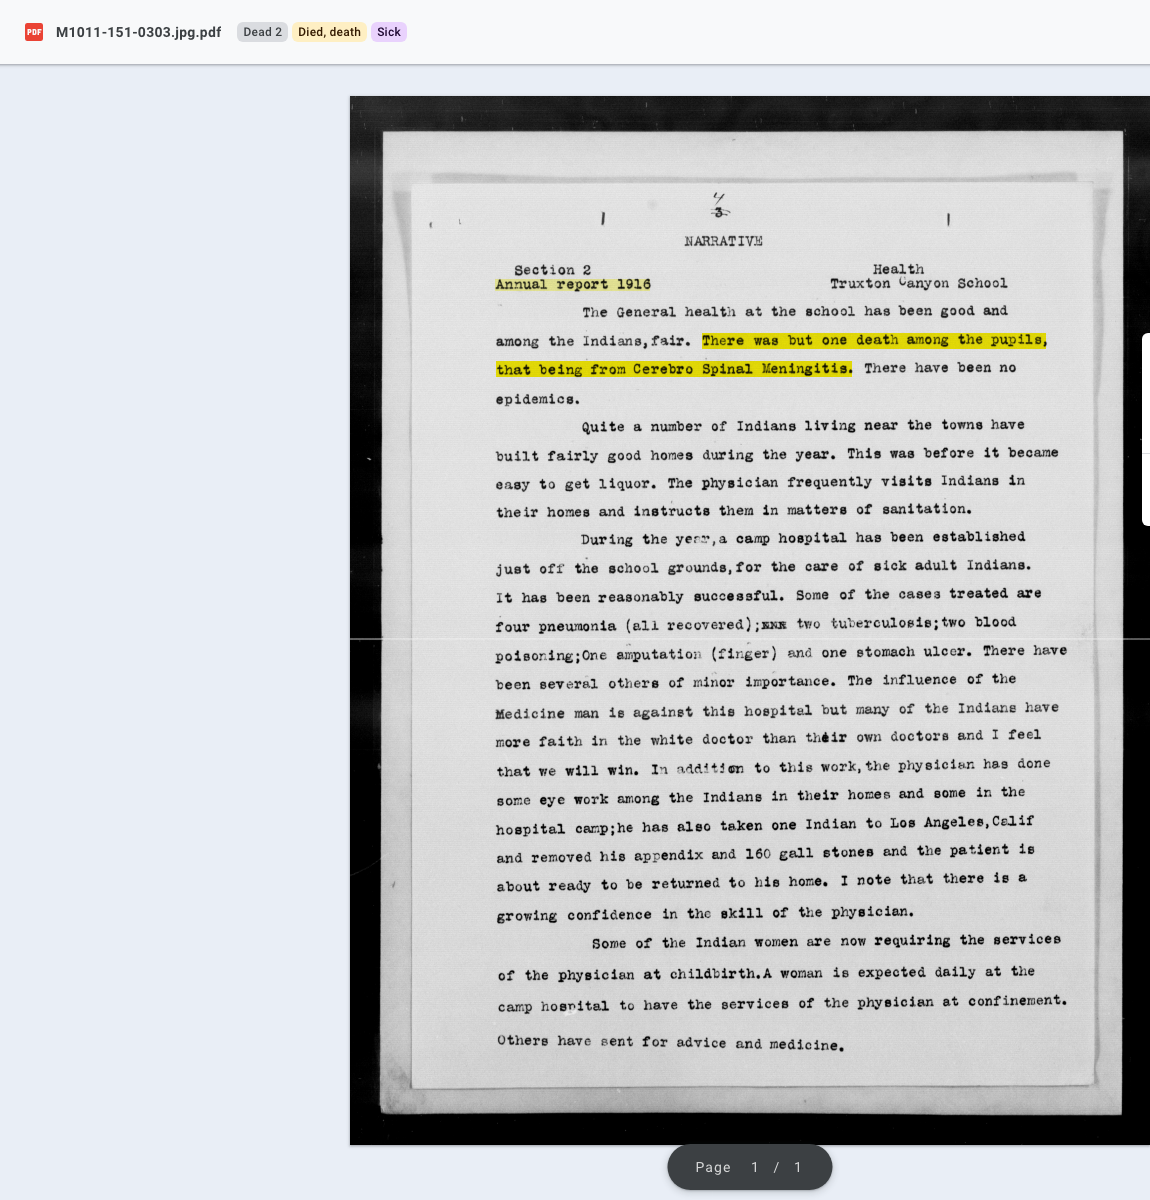 PDF M1011-151-0303.jpg.pdf Dead 2 Died, death Sick
4
3
NARRATIVE
Section 2 Health
Annual report 1916 Truxton Canyon School
The General health at the school has been good and
among the Indians,fair. There was but one death among the pupils,
that being from Cerebro Spinal Meningitis. There have been no
epidemics.
Quite a number of Indians living near the towns have
built fairly good homes during the year. This was before it became
easy to get liquor. The physician frequently visits Indians in
their homes and instructs them in matters of sanitation.
During the year,a camp hospital has been established
just off the school grounds,for the care of sick adult Indians.
It has been reasonably successful. Some of the cases treated are
four pneumonia (all recovered); two tuberculosis;two blood
poisoning;One amputation (finger) and one stomach ulcer. There have
been several others of minor importance. The influence of the
Medicine man is against this hospital but many of the Indians have
more faith in the white doctor than their own doctors and I feel
that we will win. In addition to this work,the physician has done
some eye work among the Indians in their homes and some in the
hospital camp;he has also taken one Indian to Los Angeles,Calif
and removed his appendix and 160 gall stones and the patient is
about ready to be returned to his home. I note that there is a
growing confidence in the skill of the physician.
Some of the Indian women are now requiring the services
of the physician at childbirth.A woman is expected daily at the
camp hospital to have the services of the physician at confinement.
Others have sent for advice and medicine.
Page 1 / 1